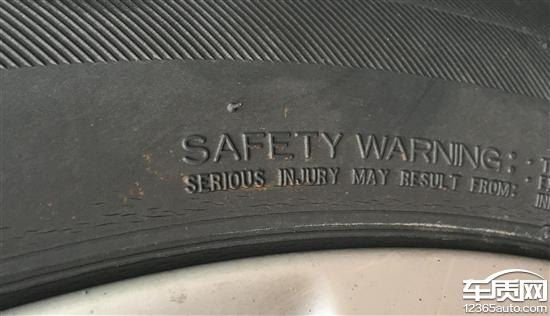 SAFETY WARNING:
SERIOUS INJURY MAY RESULT FROM:
车质网
12365auto.com